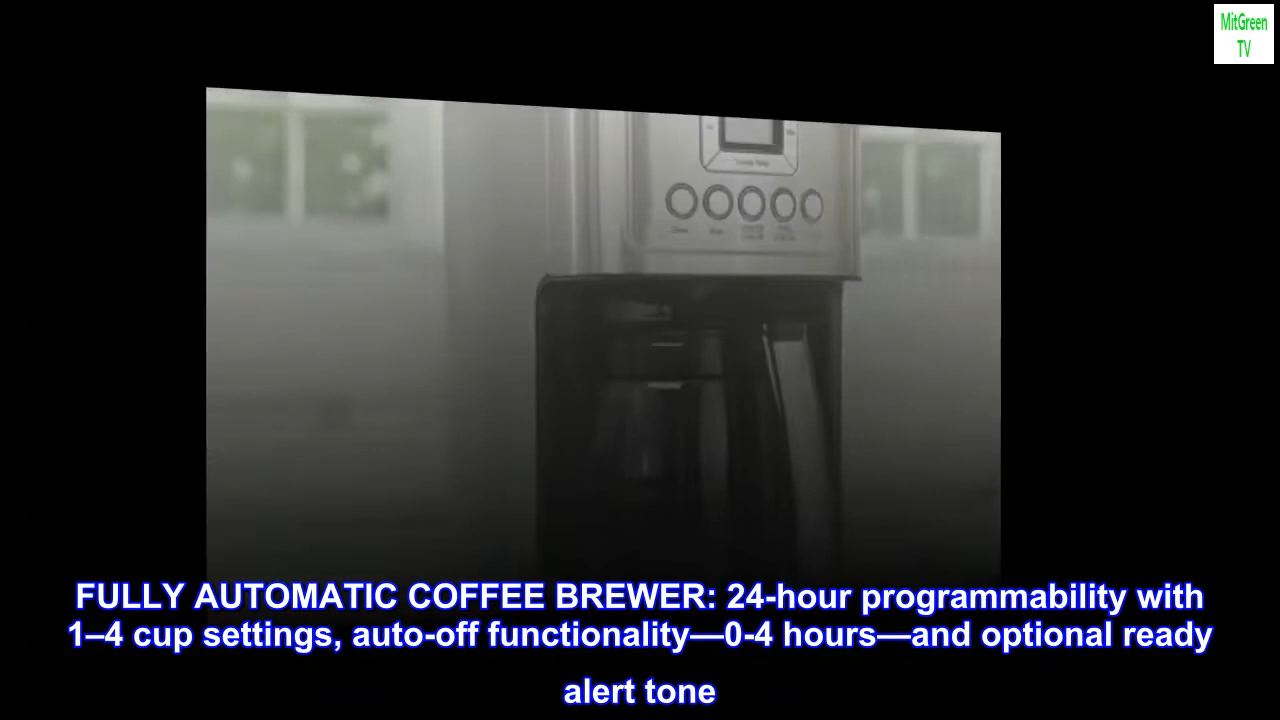 MitGreen
TV
FULLY AUTOMATIC COFFEE BREWER: 24-hour programmability with
1–4 cup settings, auto-off functionality—0-4 hours—and optional ready
alert tone